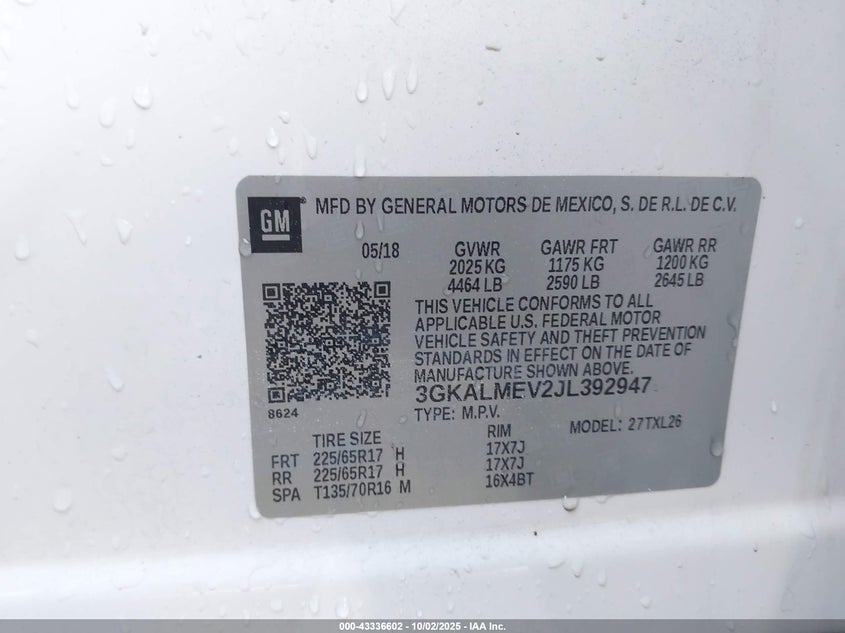 GM® MFD BY GENERAL MOTORS DE MEXICO, S. DE R.L. DE C.V.
05/18 GVWR GAWR FRT GAWR RR
2025 KG 1175 KG 1200 KG
4464 LB 2590 LB 2645 LB
THIS VEHICLE CONFORMS TO ALL
APPLICABLE U.S. FEDERAL MOTOR
VEHICLE SAFETY AND THEFT PREVENTION
STANDARDS IN EFFECT ON THE DATE OF
MANUFACTURE SHOWN ABOVE.
3GKALMEV2JL392947
8624 TYPE: M.P.V. MODEL: 27TXL26
TIRE SIZE RIM
FRT 225/65R17 H 17X7J
RR 225/65R17 H 17X7J
SPA T135/70R16 M 16X4BT
000-43336602 - 10/02/2025 - IAA Inc.